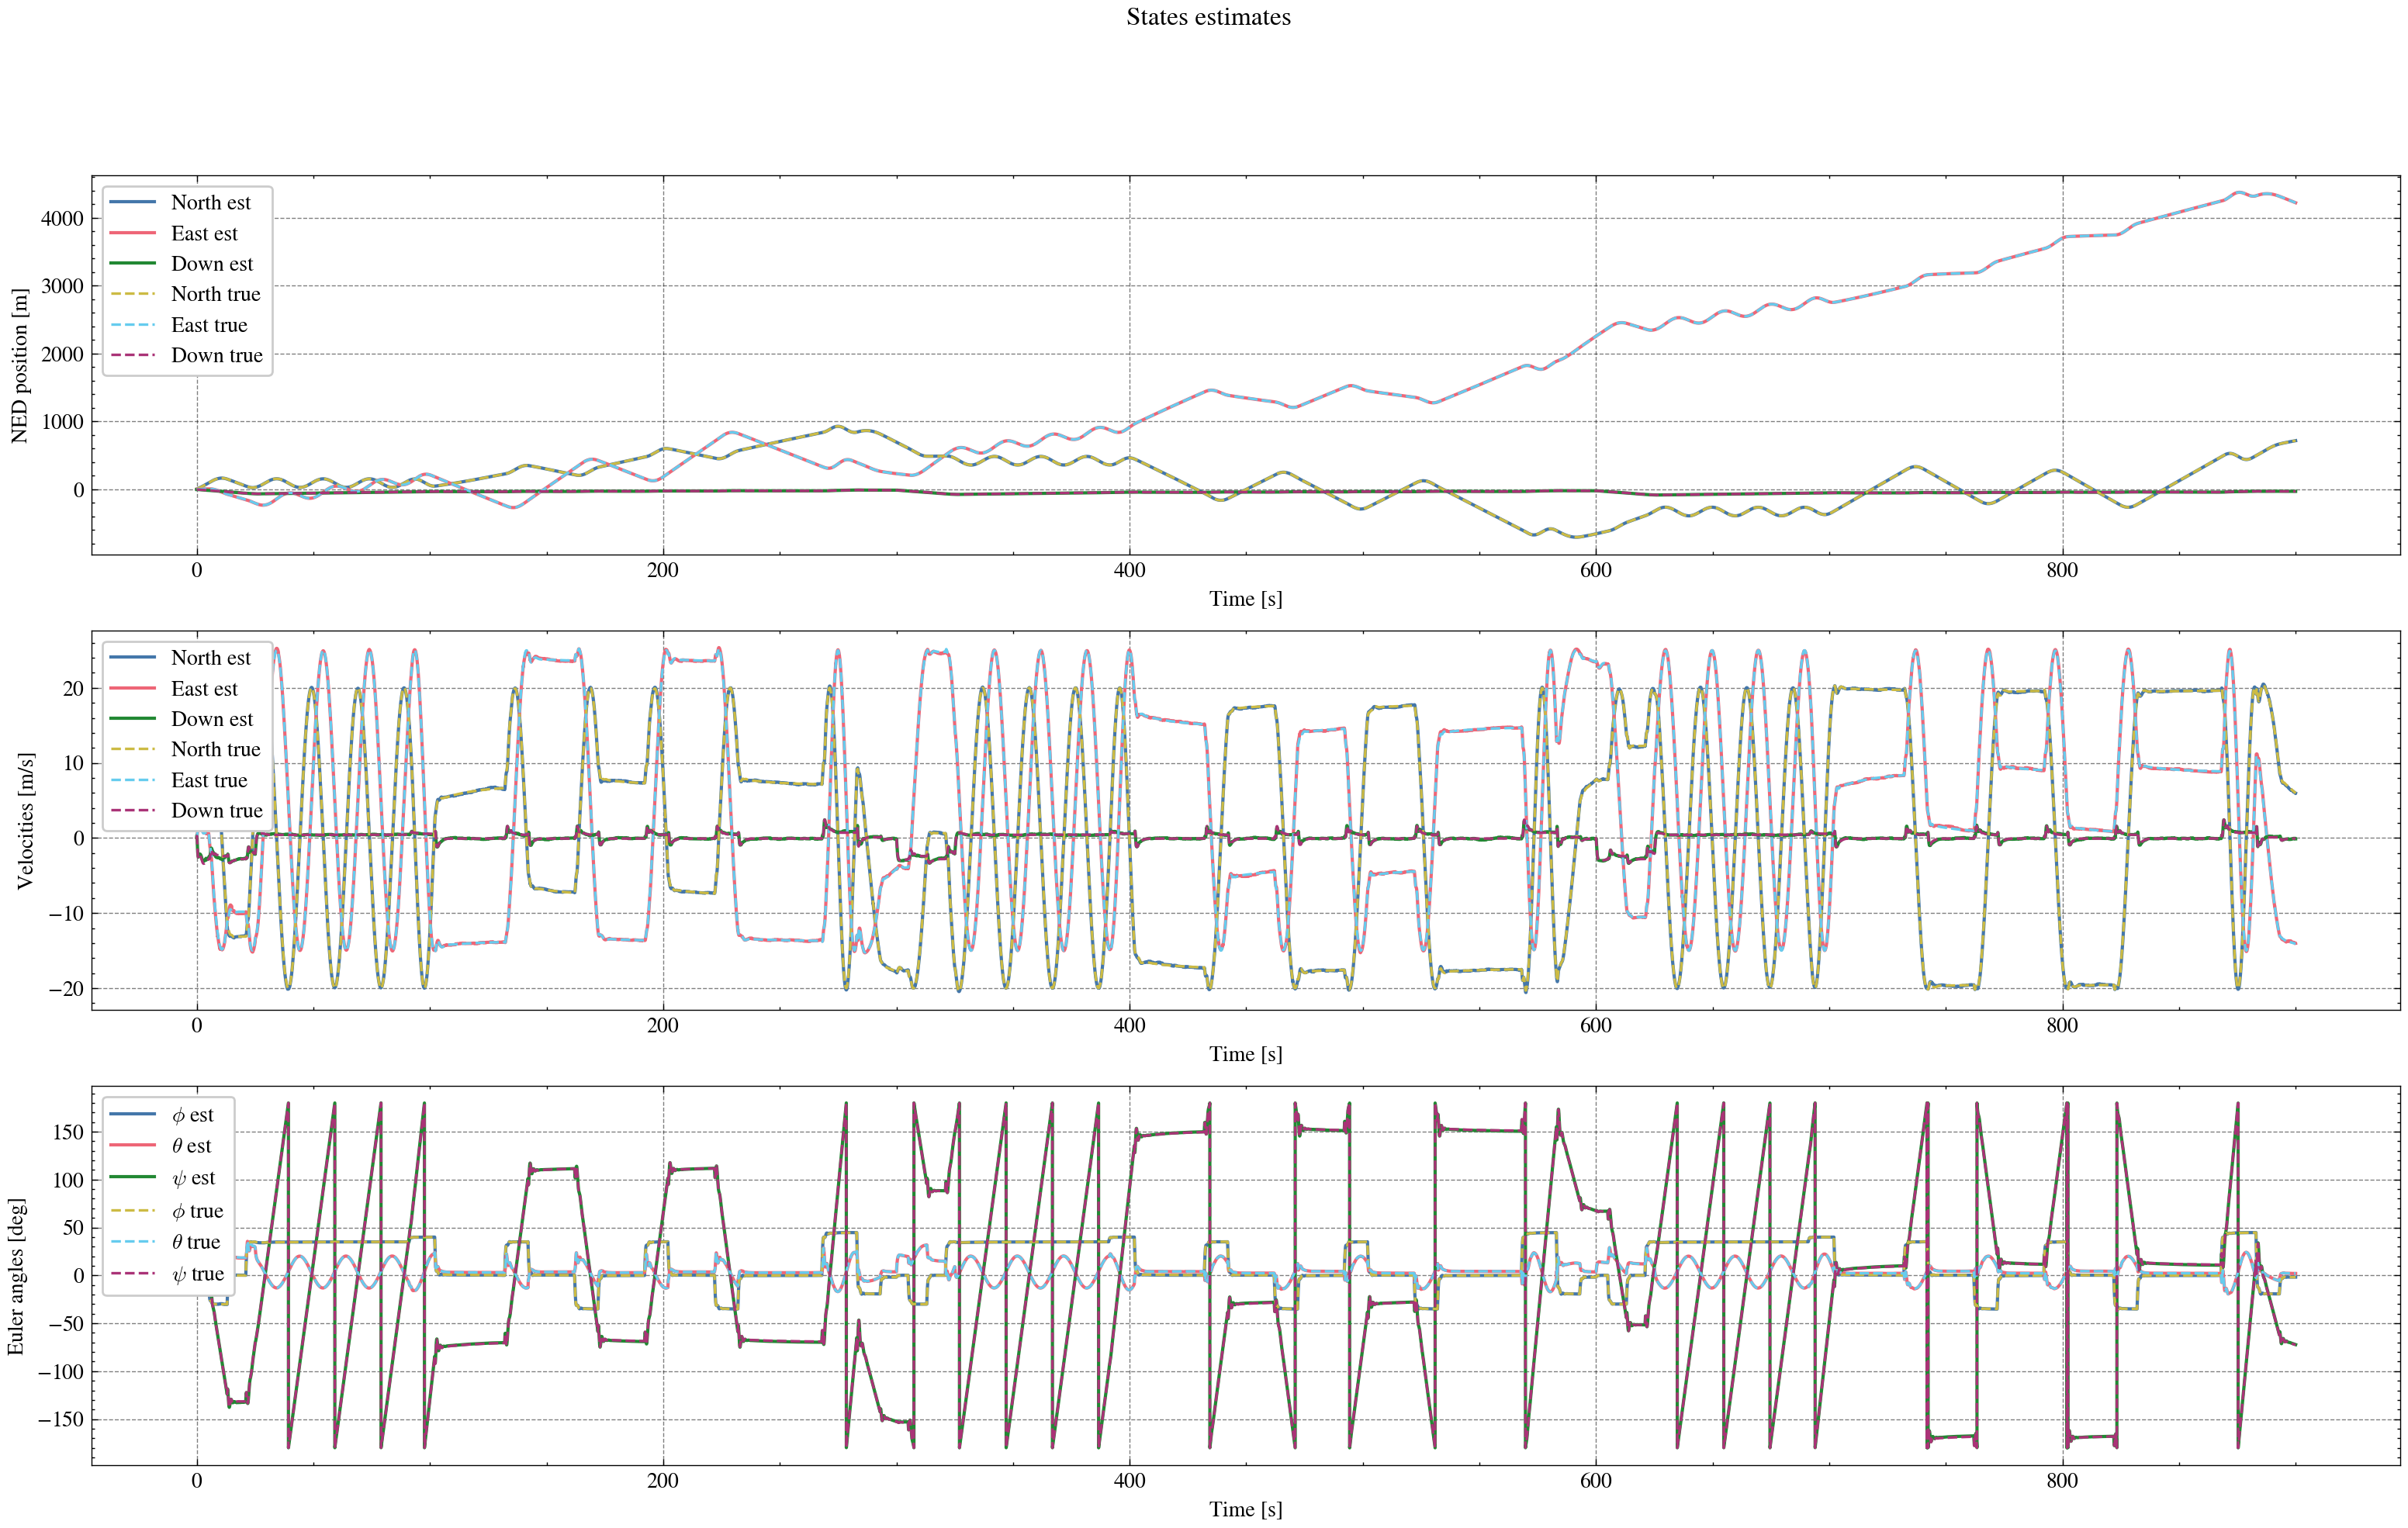 States estimates
North est
East est
Down est
North true
East true
Down true
NED position [m]
4000
3000
2000
1000
0
0 200 400 600 800
Time [s]
North est
East est
Down est
North true
East true
Down true
Velocities [m/s]
20
10
0
−10
−20
0 200 400 600 800
Time [s]
ϕ est
θ est
ψ est
ϕ true
θ true
ψ true
Euler angles [deg]
150
100
50
0
−50
−100
−150
0 200 400 600 800
Time [s]